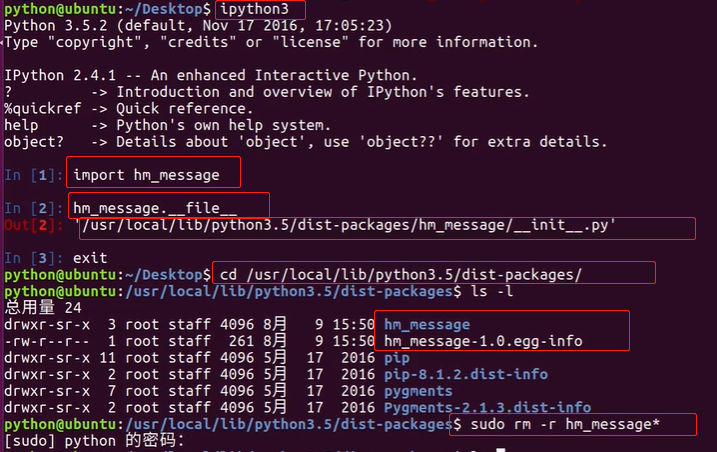 python@ubuntu:~/Desktop$ ipython3
Python 3.5.2 (default, Nov 17 2016, 17:05:23)
Type "copyright", "credits" or "license" for more information.
IPython 2.4.1 -- An enhanced Interactive Python.
? -> Introduction and overview of IPython's features.
%quickref -> Quick reference.
help -> Python's own help system.
object? -> Details about 'object', use 'object??' for extra details.
In [1]: import hm_message
In [2]: hm_message.__file__
Out[2]: '/usr/local/lib/python3.5/dist-packages/hm_message/__init__.py'
In [3]: exit
python@ubuntu:~/Desktop$ cd /usr/local/lib/python3.5/dist-packages/
python@ubuntu:/usr/local/lib/python3.5/dist-packages$ ls -l
总用量 24
drwxr-sr-x 3 root staff 4096 8月 9 15:50 hm_message
-rw-r--r-- 1 root staff 261 8月 9 15:50 hm_message-1.0.egg-info
drwxr-sr-x 11 root staff 4096 5月 17 2016 pip
drwxr-sr-x 2 root staff 4096 5月 17 2016 pip-8.1.2.dist-info
drwxr-sr-x 7 root staff 4096 5月 17 2016 pygments
drwxr-sr-x 2 root staff 4096 5月 17 2016 Pygments-2.1.3.dist-info
python@ubuntu:/usr/local/lib/python3.5/dist-packages$ sudo rm -r hm_message*
[sudo] python 的密码：